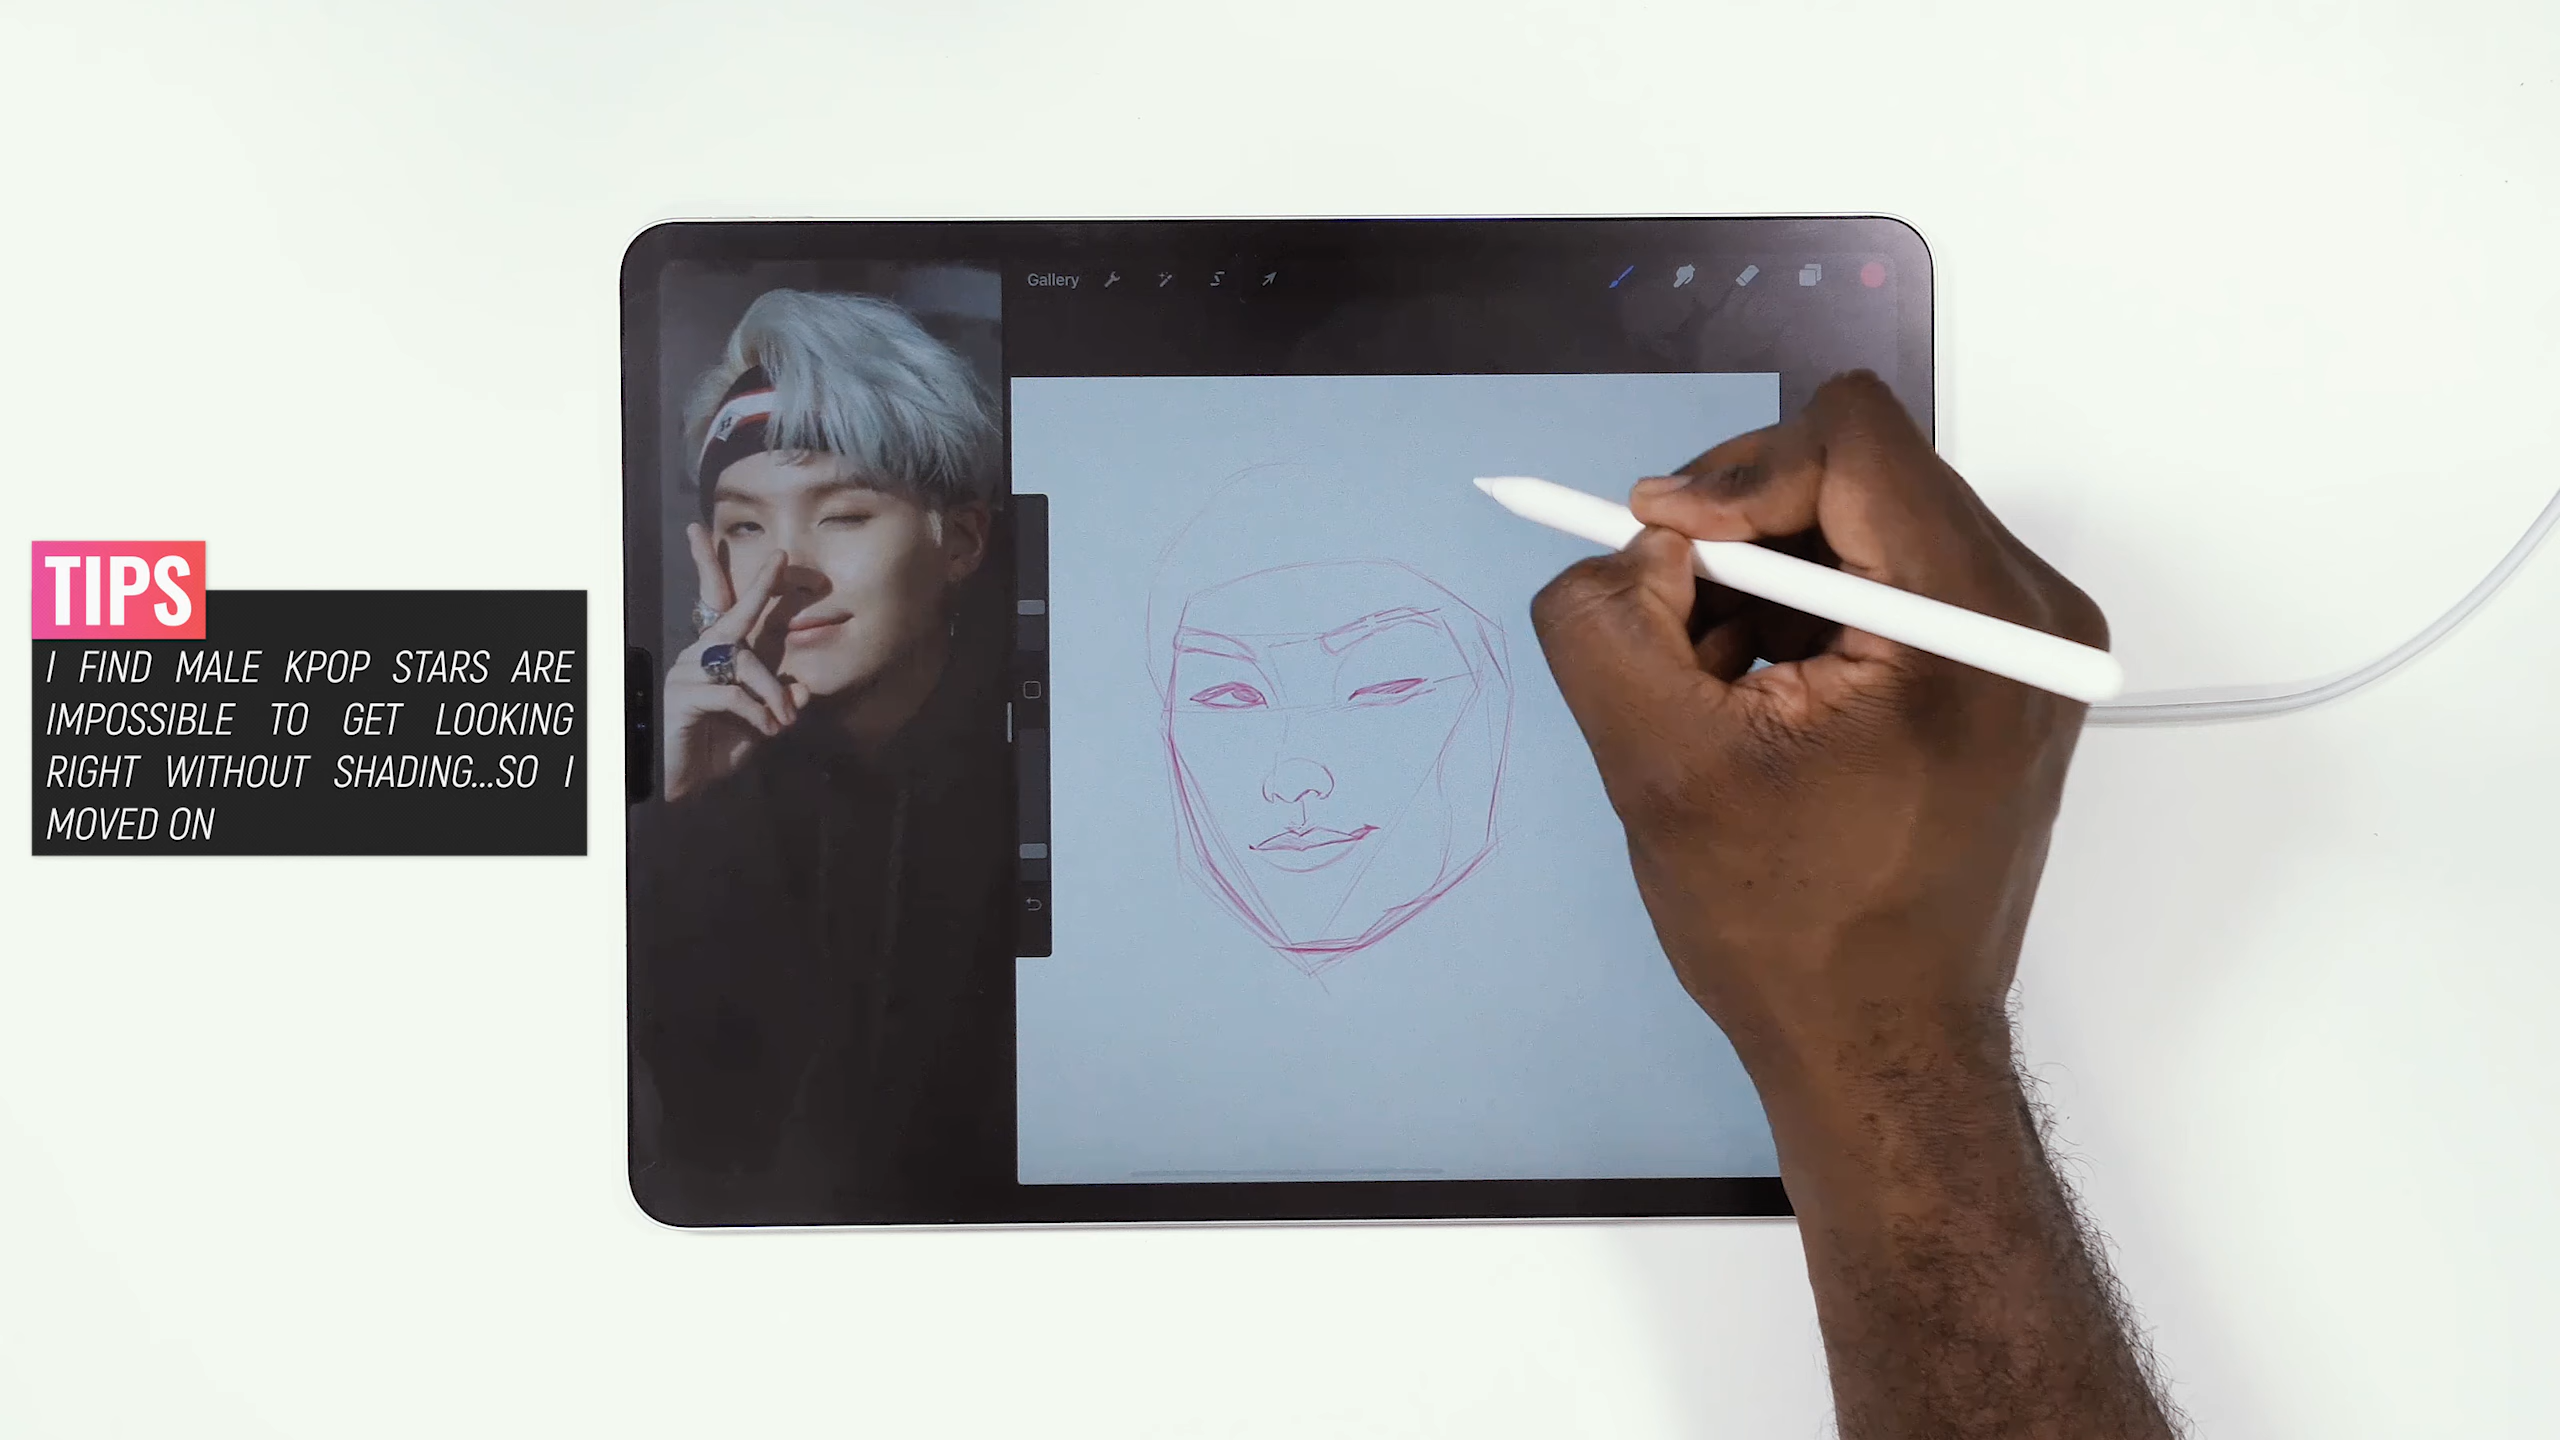 Gallery
TIPS
I FIND MALE KPOP STARS ARE
IMPOSSIBLE TO GET LOOKING
RIGHT WITHOUT SHADING...SO I
MOVED ON